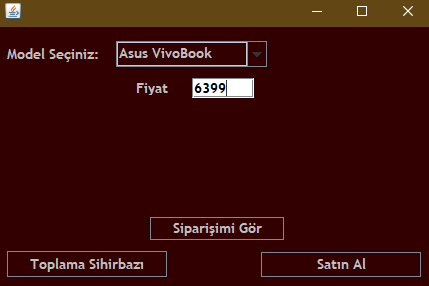 Model Seçiniz: Asus VivoBook
Fiyat 6399
Siparişimi Gör
Toplama Sihirbazı Satın Al